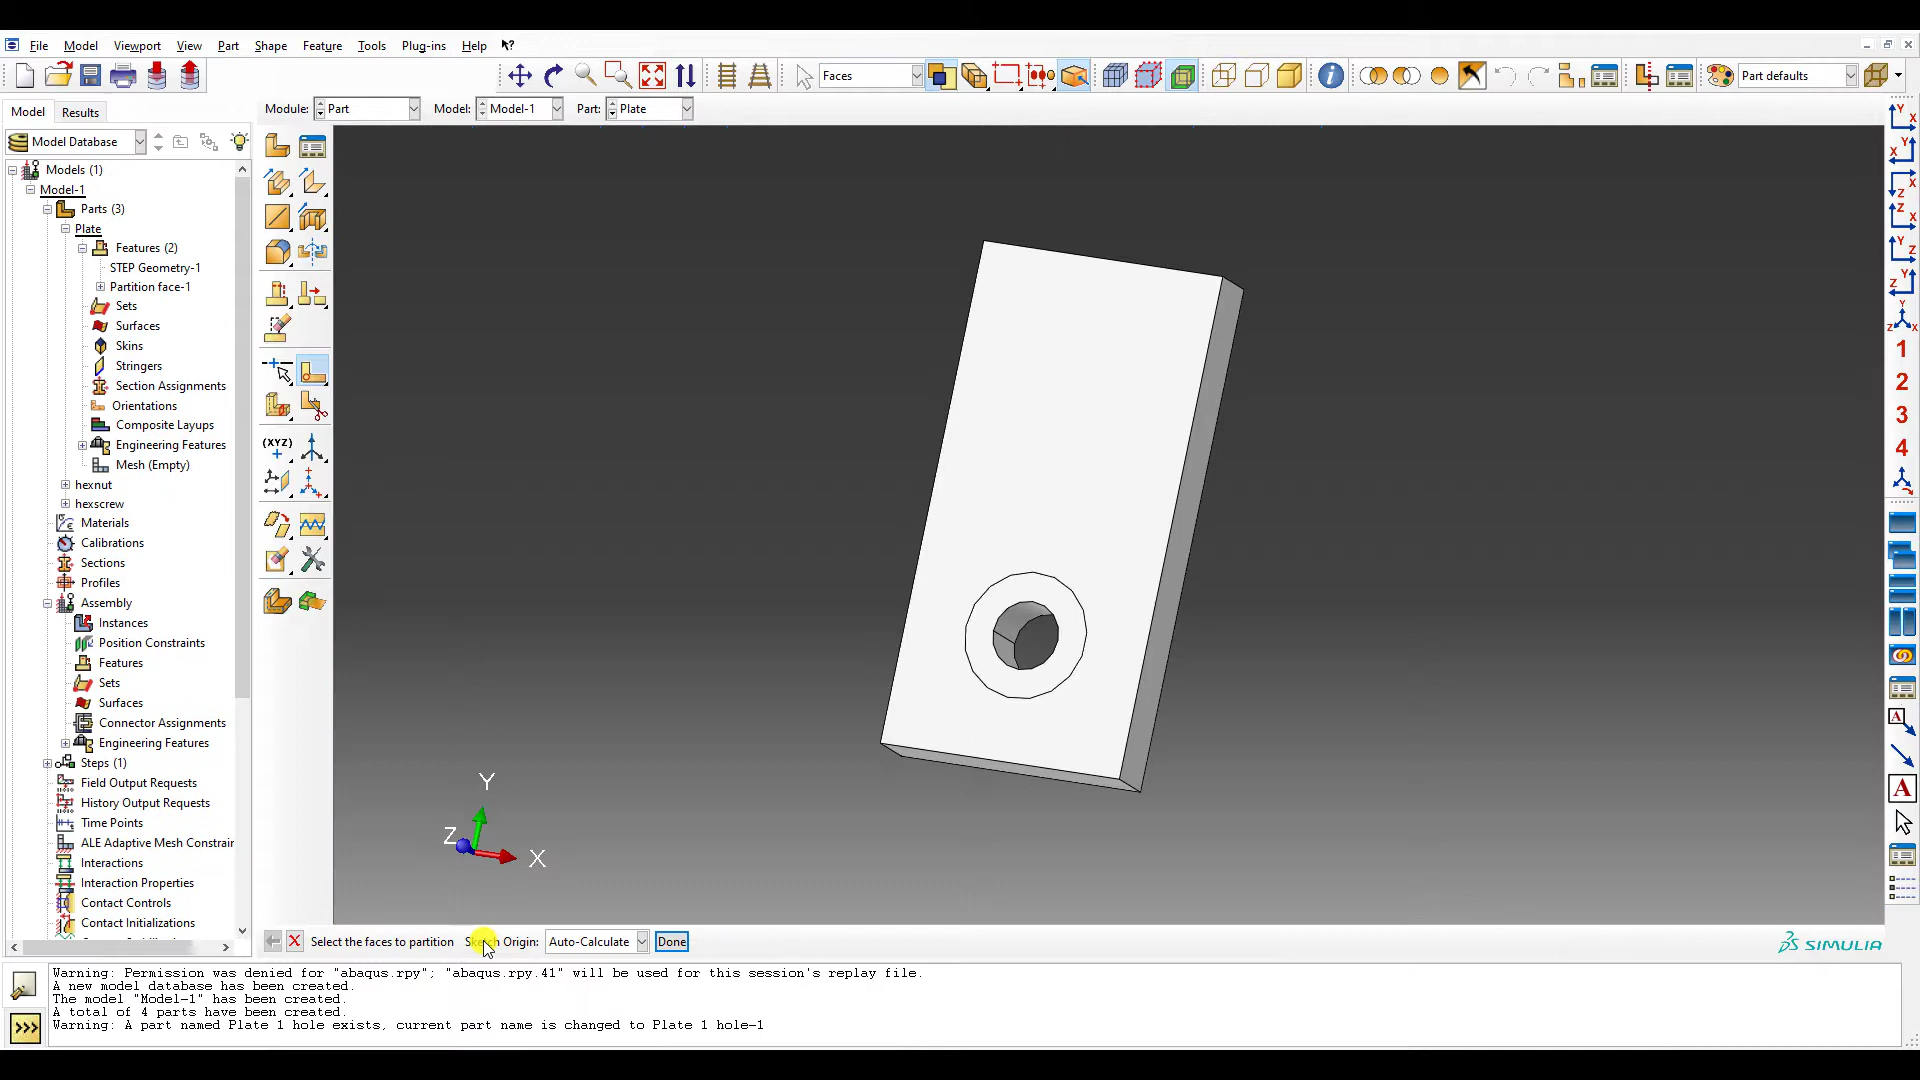 File Model Viewport View Part Shape Feature Tools Plug-ins Help
Faces
Part defaults
Model Results
Module: Part Model: Model-1 Part: Plate
Model Database
Models (1)
Model-1
Parts (3)
Plate
Features (2)
STEP Geometry-1
Partition face-1
Sets
Surfaces
Skins
Stringers
Section Assignments
Orientations
Composite Layups
Engineering Features
Mesh (Empty)
hexnut
hexscrew
Materials
Calibrations
Sections
Profiles
Assembly
Instances
Position Constraints
Features
Sets
Surfaces
Connector Assignments
Engineering Features
Steps (1)
Field Output Requests
History Output Requests
Time Points
ALE Adaptive Mesh Constrair
Interactions
Interaction Properties
Contact Controls
Contact Initializations
(XYZ)
Y
Z
X
1
2
3
4
A
A
Select the faces to partition Sketch Origin: Auto-Calculate Done
SIMULIA
Warning: Permission was denied for "abaqus.rpy"; "abaqus.rpy.41" will be used for this session's replay file.
A new model database has been created.
The model "Model-1" has been created.
A total of 4 parts have been created.
Warning: A part named Plate 1 hole exists, current part name is changed to Plate 1 hole-1
>>>